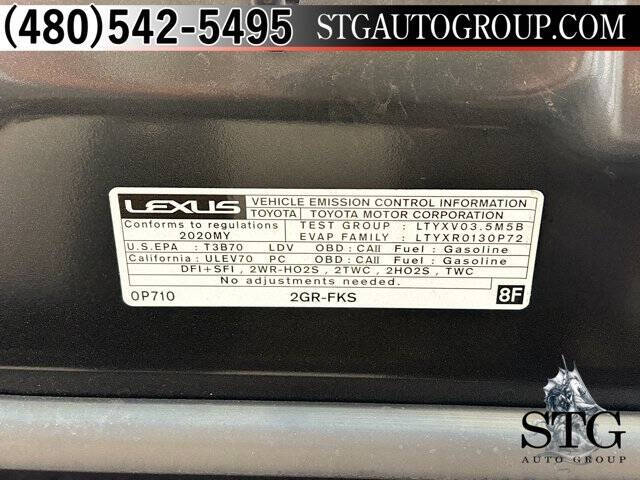 (480)542-5495 STGAUTOGROUP.COM
LEXUS VEHICLE EMISSION CONTROL INFORMATION
TOYOTA TOYOTA MOTOR CORPORATION
Conforms to regulations TEST GROUP : LTYXV03.5M5B
2020MY EVAP FAMILY : LTYXR0130P72
U.S.EPA : T3B70 LDV OBD : CAII Fuel : Gasoline
California : ULEV70 PC OBD : CAII Fuel : Gasoline
DFI+SFI , 2WR-HO2S , 2TWC , 2HO2S , TWC
No adjustments needed.
0P710 2GR-FKS 8F
STG
AUTO GROUP